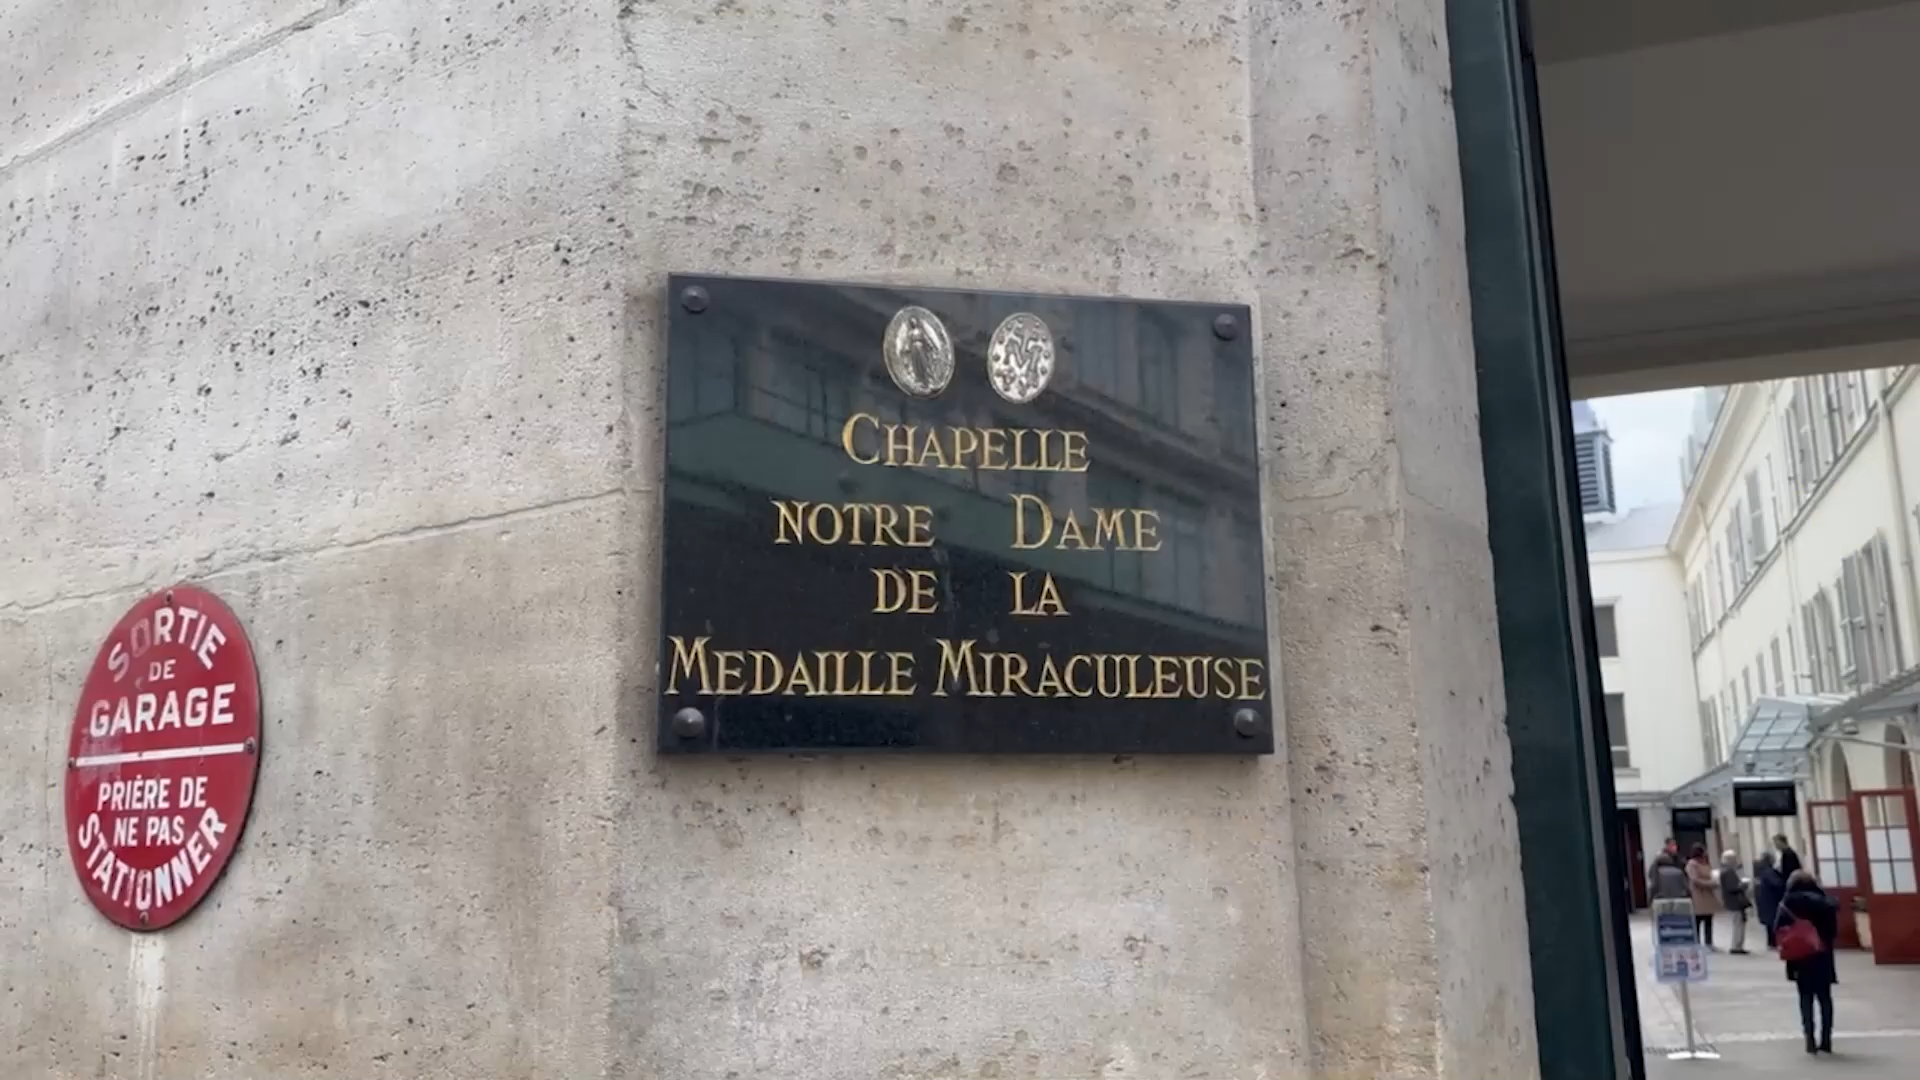 CHAPELLE
NOTRE DAME
DE LA
MEDAILLE MIRACULEUSE
SORTIE
DE
GARAGE
PRIÈRE DE
NE PAS
STATIONNER